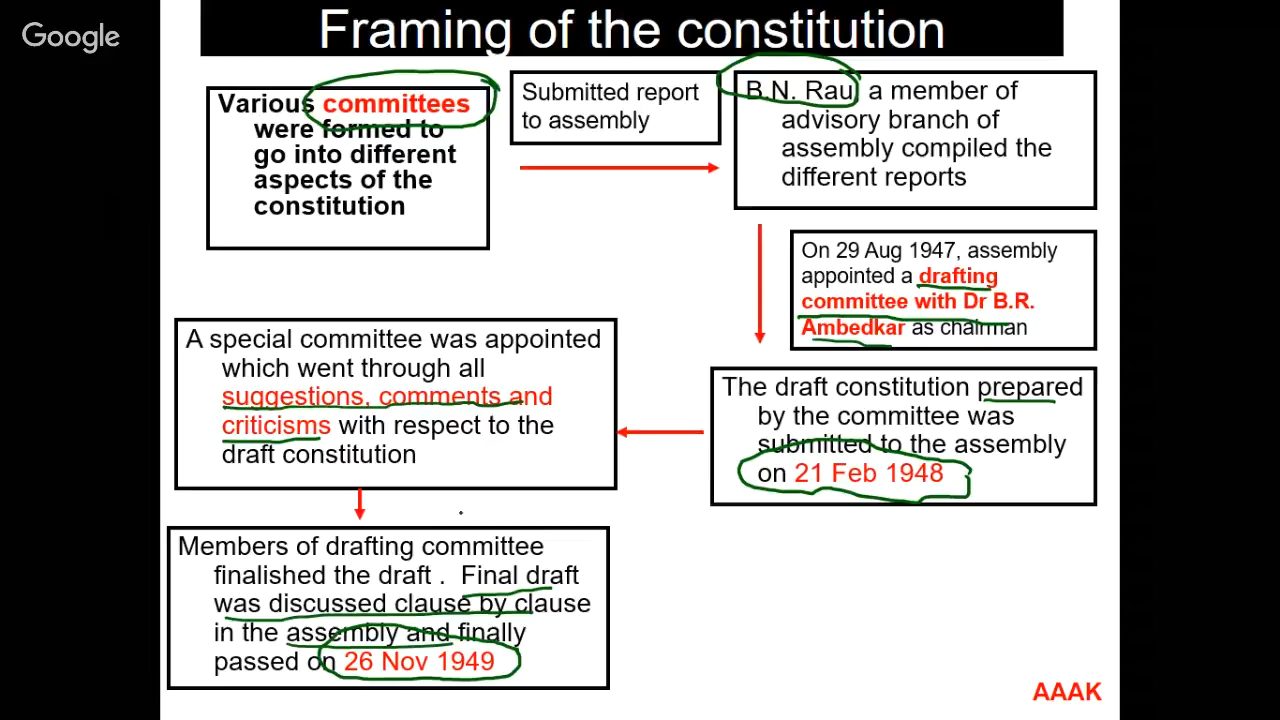 Google
Framing of the constitution
Various committees
were formed to
go into different
aspects of the
constitution
Submitted report
to assembly
B.N. Rau a member of
advisory branch of
assembly compiled the
different reports
On 29 Aug 1947, assembly
appointed a drafting
committee with Dr B.R.
Ambedkar as chairman
The draft constitution prepared
by the committee was
submitted to the assembly
on 21 Feb 1948
A special committee was appointed
which went through all
suggestions, comments and
criticisms with respect to the
draft constitution
Members of drafting committee
finalished the draft . Final draft
was discussed clause by clause
in the assembly and finally
passed on 26 Nov 1949
AAAK